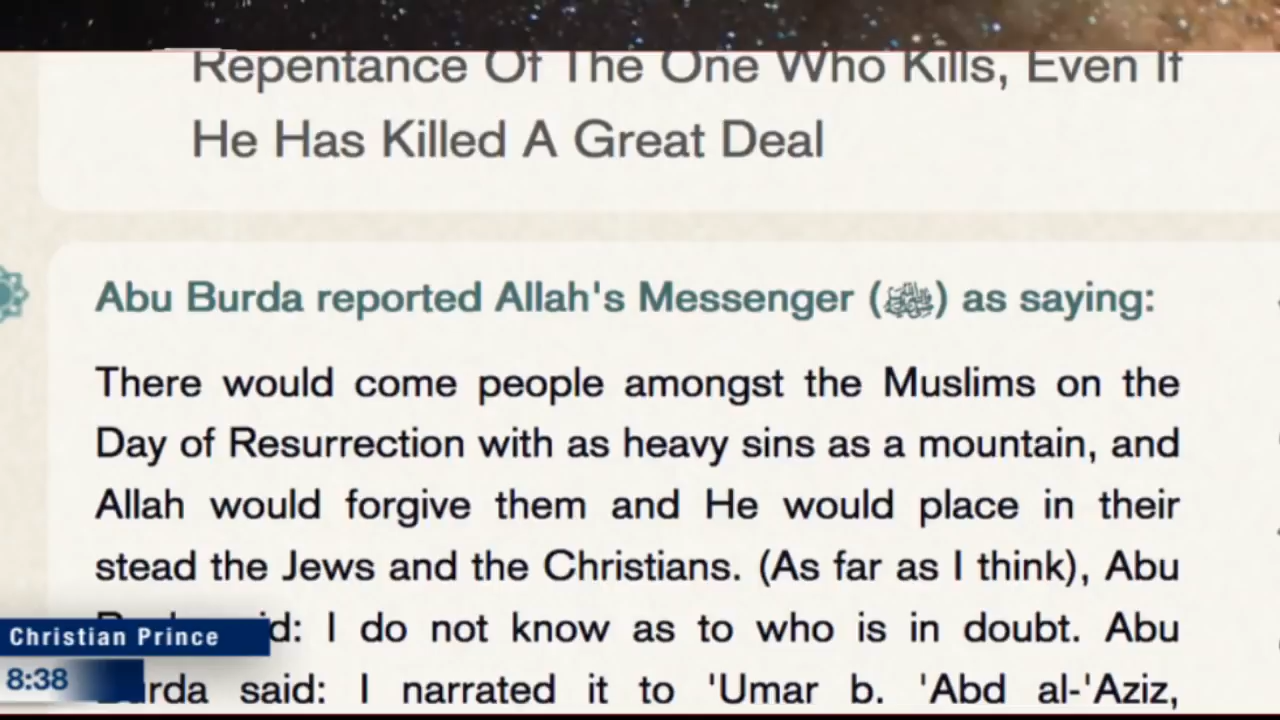 Repentance Of The One Who Kills, Even If
He Has Killed A Great Deal
Abu Burda reported Allah's Messenger (ﷺ) as saying:
There would come people amongst the Muslims on the
Day of Resurrection with as heavy sins as a mountain, and
Allah would forgive them and He would place in their
stead the Jews and the Christians. (As far as I think), Abu
I do not know as to who is in doubt. Abu
said: I narrated it to 'Umar b. 'Abd al-'Aziz,
Christian Prince
8:38